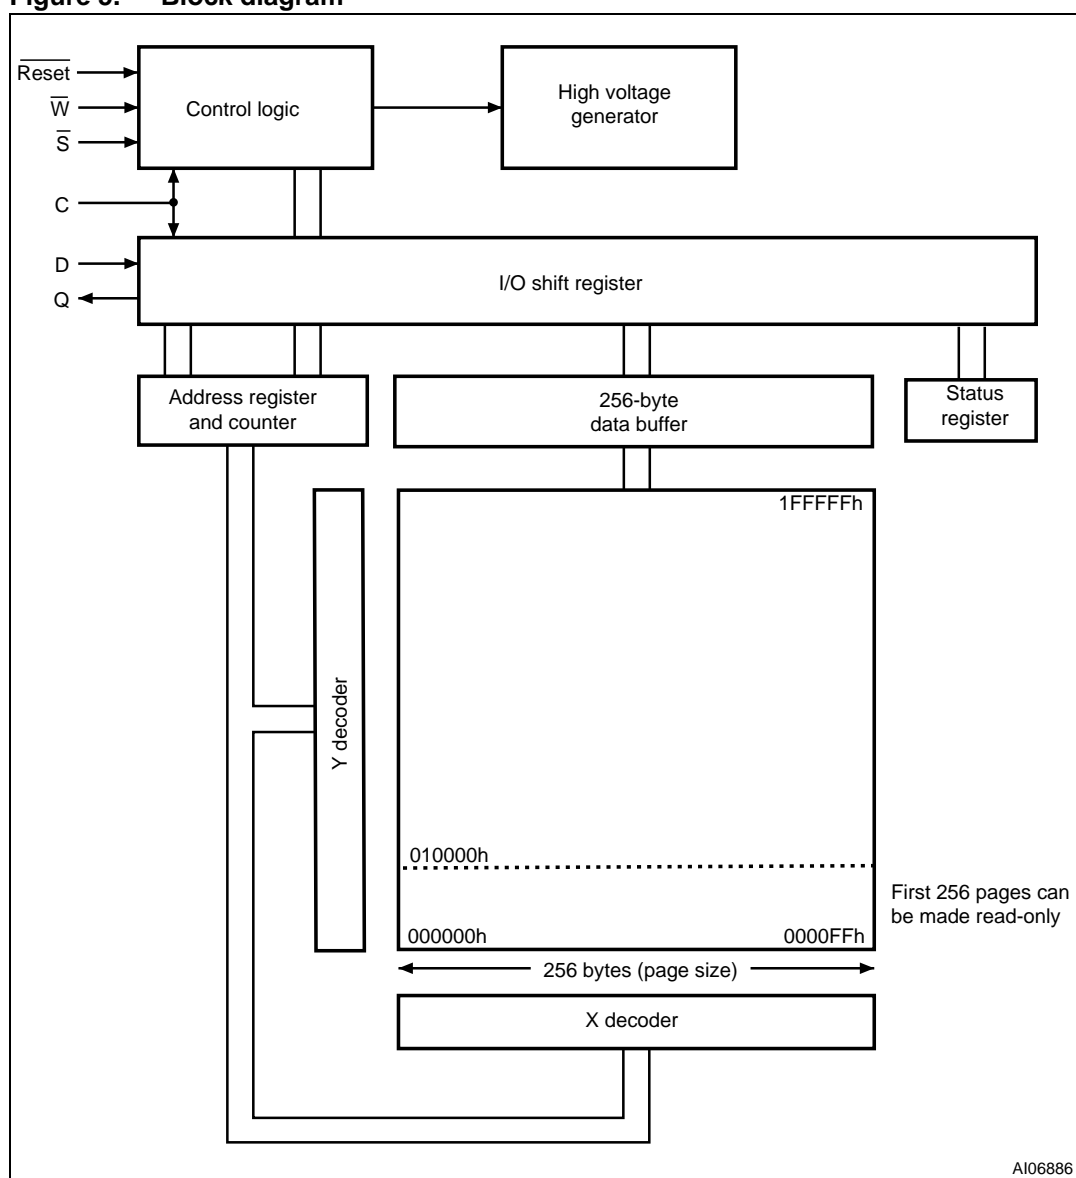 Figure 3. Block diagram
Reset
W
S
C
D
Q
Control logic
High voltage
generator
I/O shift register
Address register
and counter
256-byte
data buffer
Status
register
1FFFFFh
Y decoder
010000h
First 256 pages can
be made read-only
000000h
0000FFh
256 bytes (page size)
X decoder
AI06886